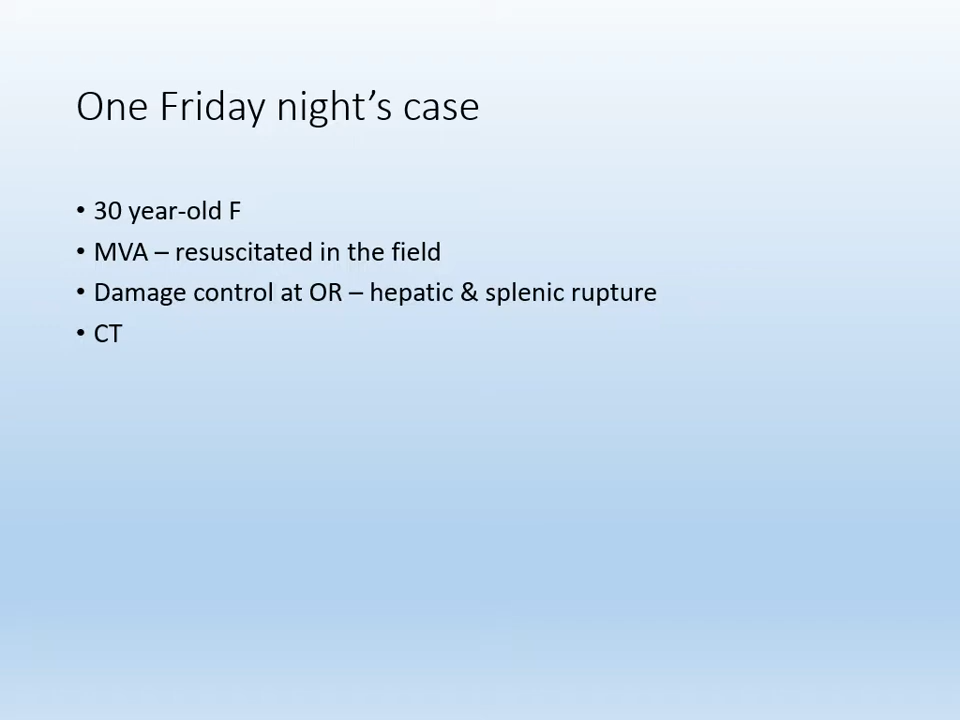 One Friday night’s case
• 30 year-old F
• MVA – resuscitated in the field
• Damage control at OR – hepatic & splenic rupture
• CT